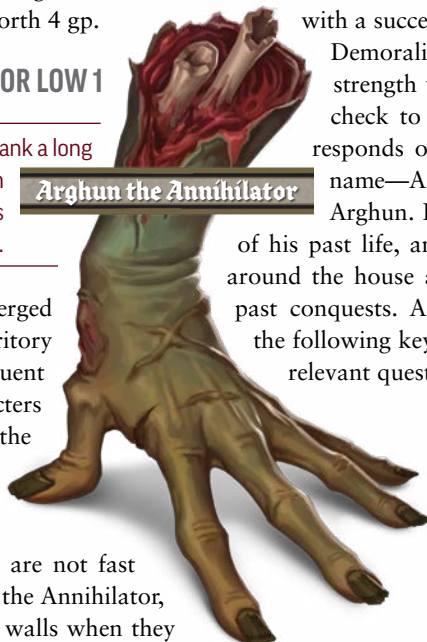 orth 4 gp.
OR LOW 1
ank a long
n
s
.
erged
ritory
uent
cters
the
are not fast
the Annihilator,
walls when they
Arghun the Annihilator
with a succe
Demorali
strength
check to
responds o
name—A
Arghun.
of his past life, an
around the house a
past conquests. A
the following key
relevant quest